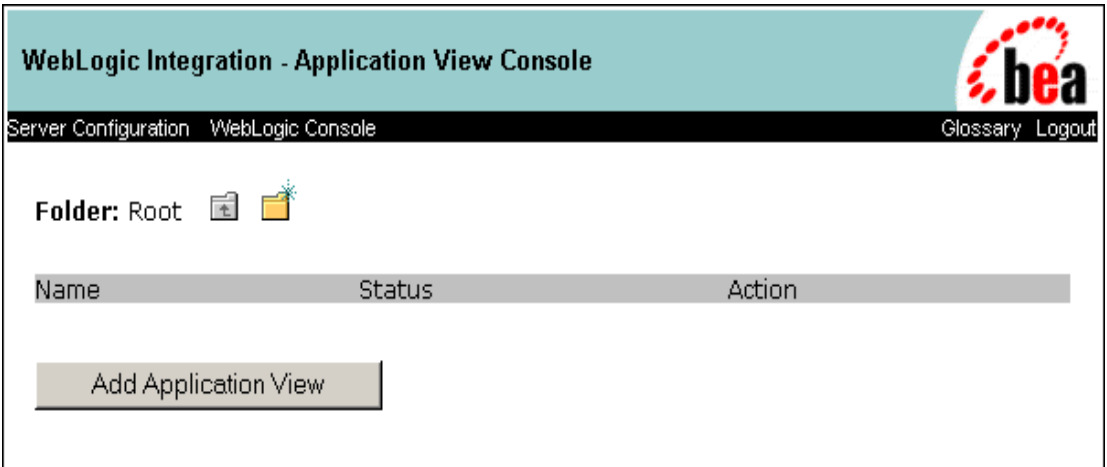 WebLogic Integration - Application View Console
bea
Server Configuration WebLogic Console Glossary Logout
Folder: Root
Name Status Action
Add Application View